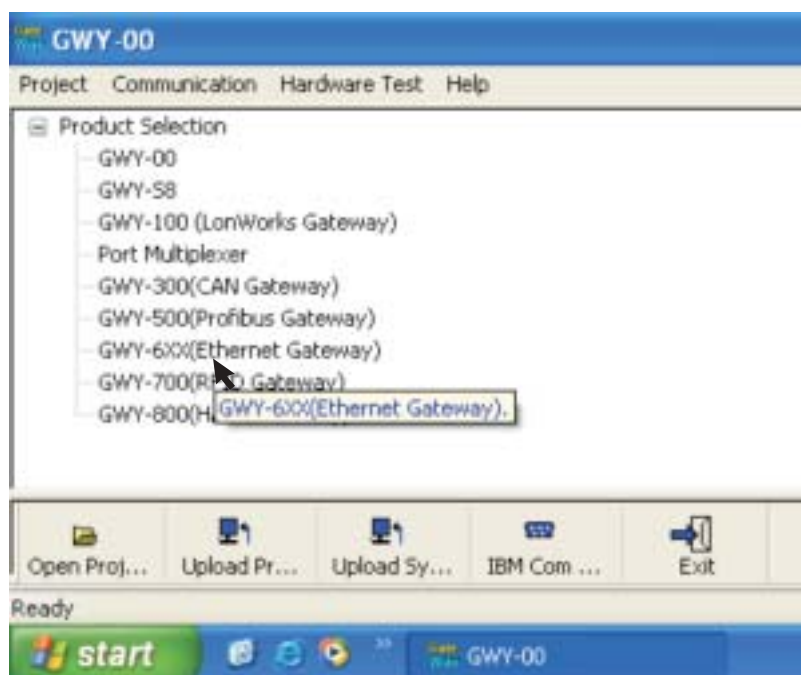 GWY-00
Project Communication Hardware Test Help
Product Selection
GWY-00
GWY-S8
GWY-100 (LonWorks Gateway)
Port Multiplexer
GWY-300(CAN Gateway)
GWY-500(Profibus Gateway)
GWY-6XX(Ethernet Gateway)
GWY-700( Gateway)
GWY-800(H
GWY-6XX(Ethernet Gateway).
Open Proj... Upload Pr... Upload Sy... IBM Com ... Exit
Ready
start GWY-00